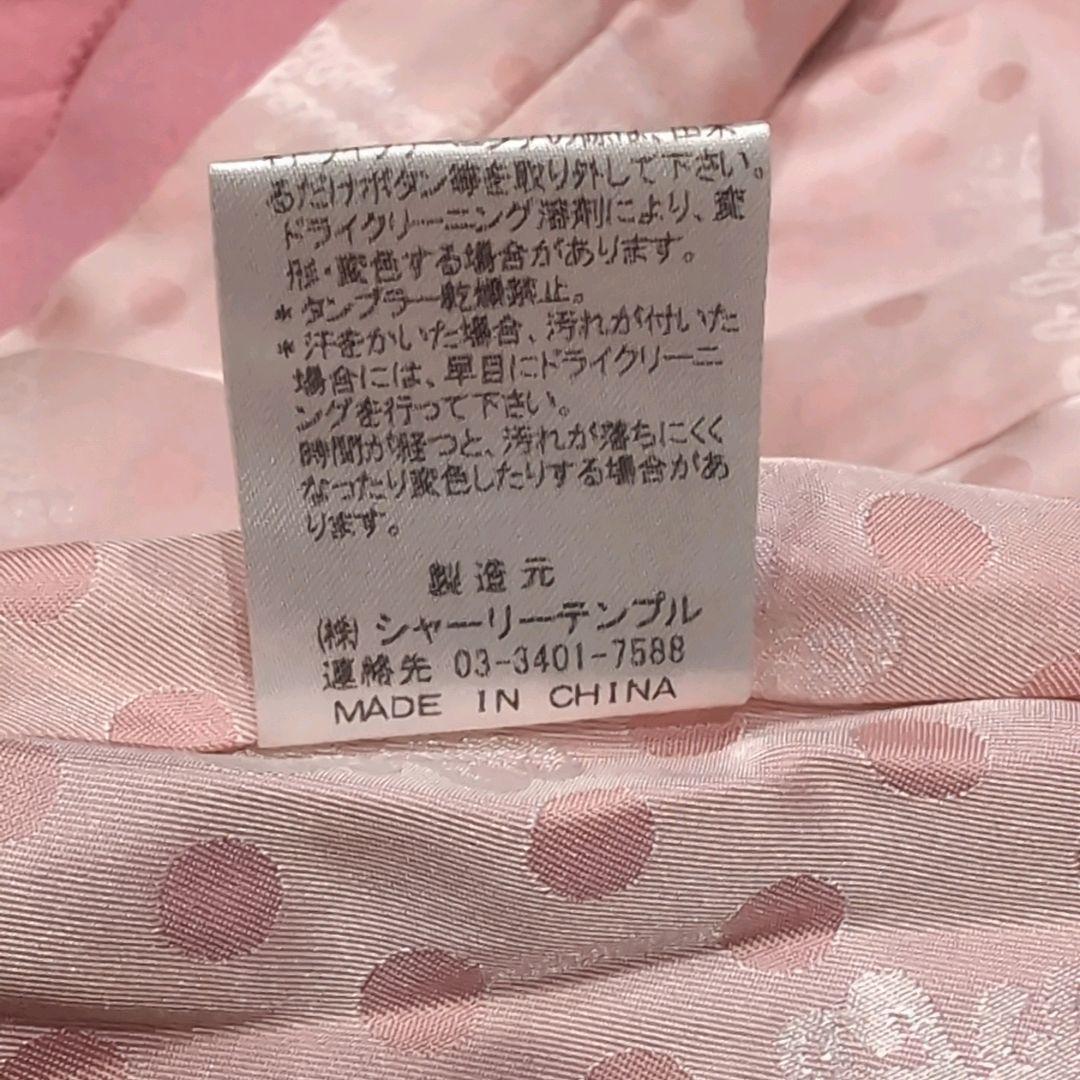 るだけボタン等を取り外して下さい。
ドライクリーニング溶剤により、変
形・変色する場合があります。
*タンブラー乾燥禁止。
*汗をかいた場合、汚れが付いた
場合には、早目にドライクリーニ
ングを行って下さい。
時間が経つと、汚れが落ちにくく
なったり変色したりする場合があ
ります。
製造元
(株)シャーリーテンプル
連絡先 03-3401-7588
MADE IN CHINA